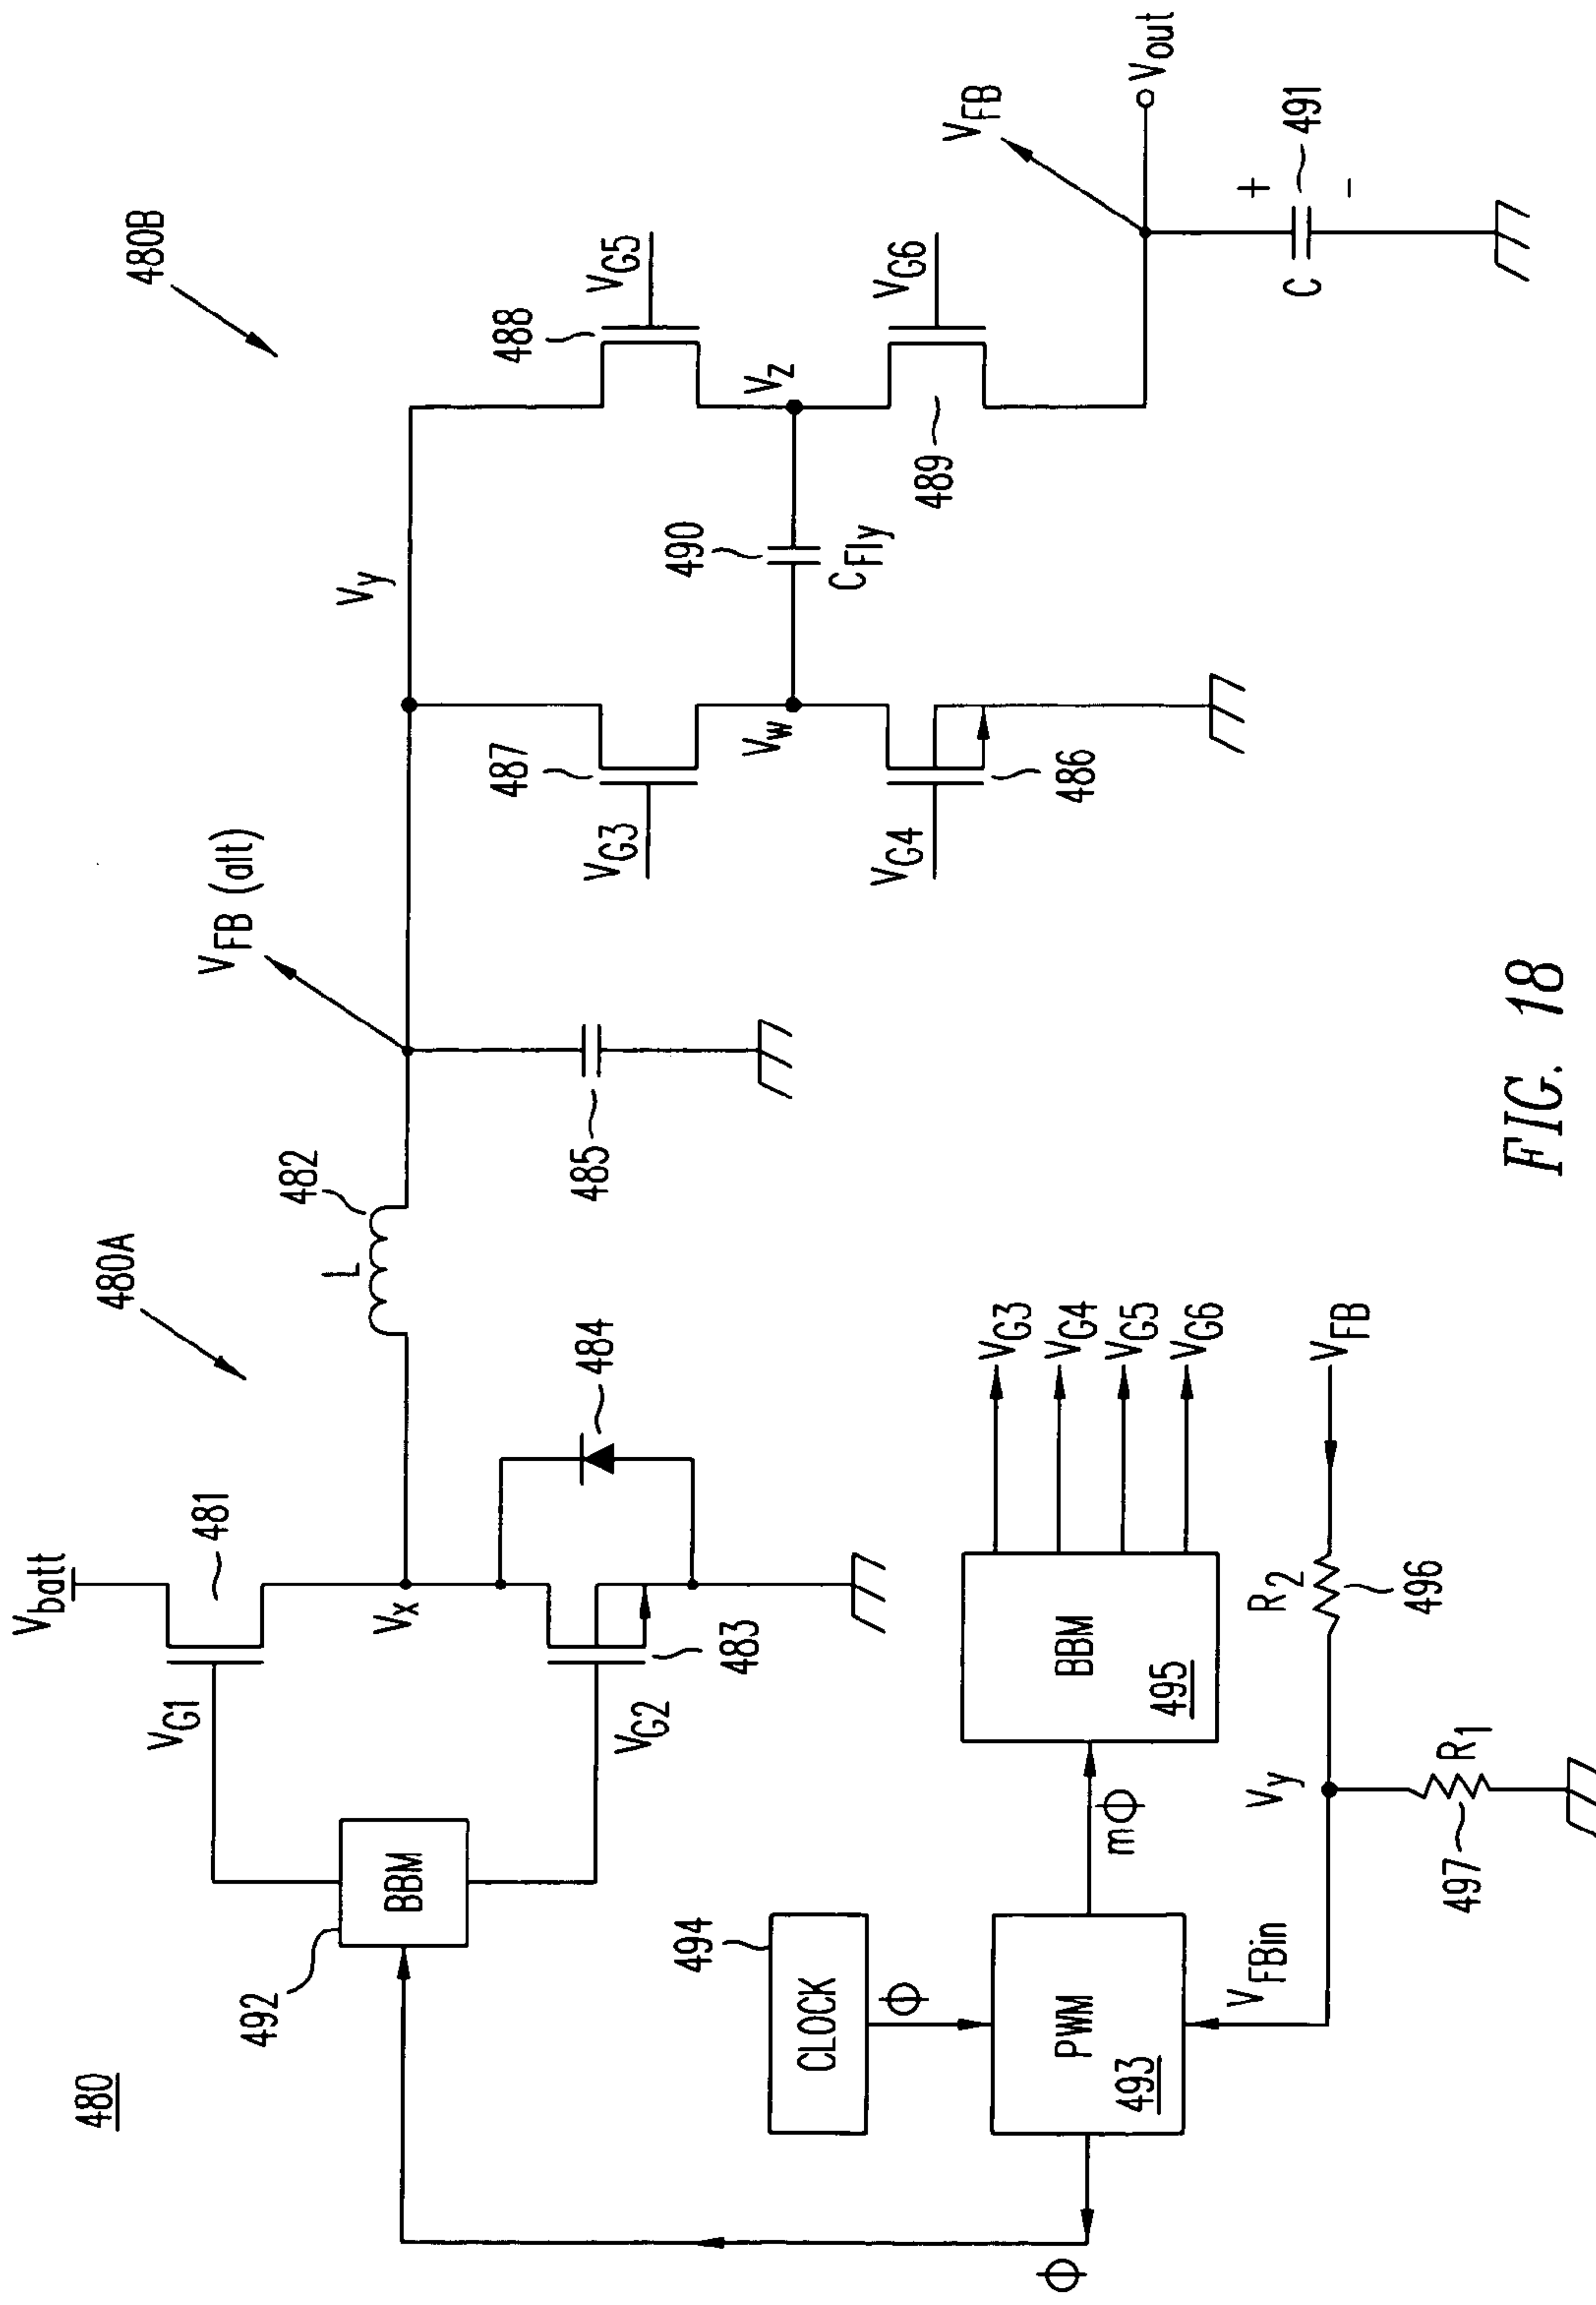 480
480A
480B
Vbatt
481
VG1
Vx
492
BBM
VG2
483
484
L
482
VFB (alt)
485
Vy
487
VG3
Vw
VG4
486
490
CFly
488
VG5
Vz
489
VG6
VFB
Vout
C
+
-
491
ϕ
494
CLOCK
ϕ
PWM
493
mϕ
BBM
495
VG3
VG4
VG5
VG6
VFBin
Vy
R1
497
R2
496
VFB
FIG. 18